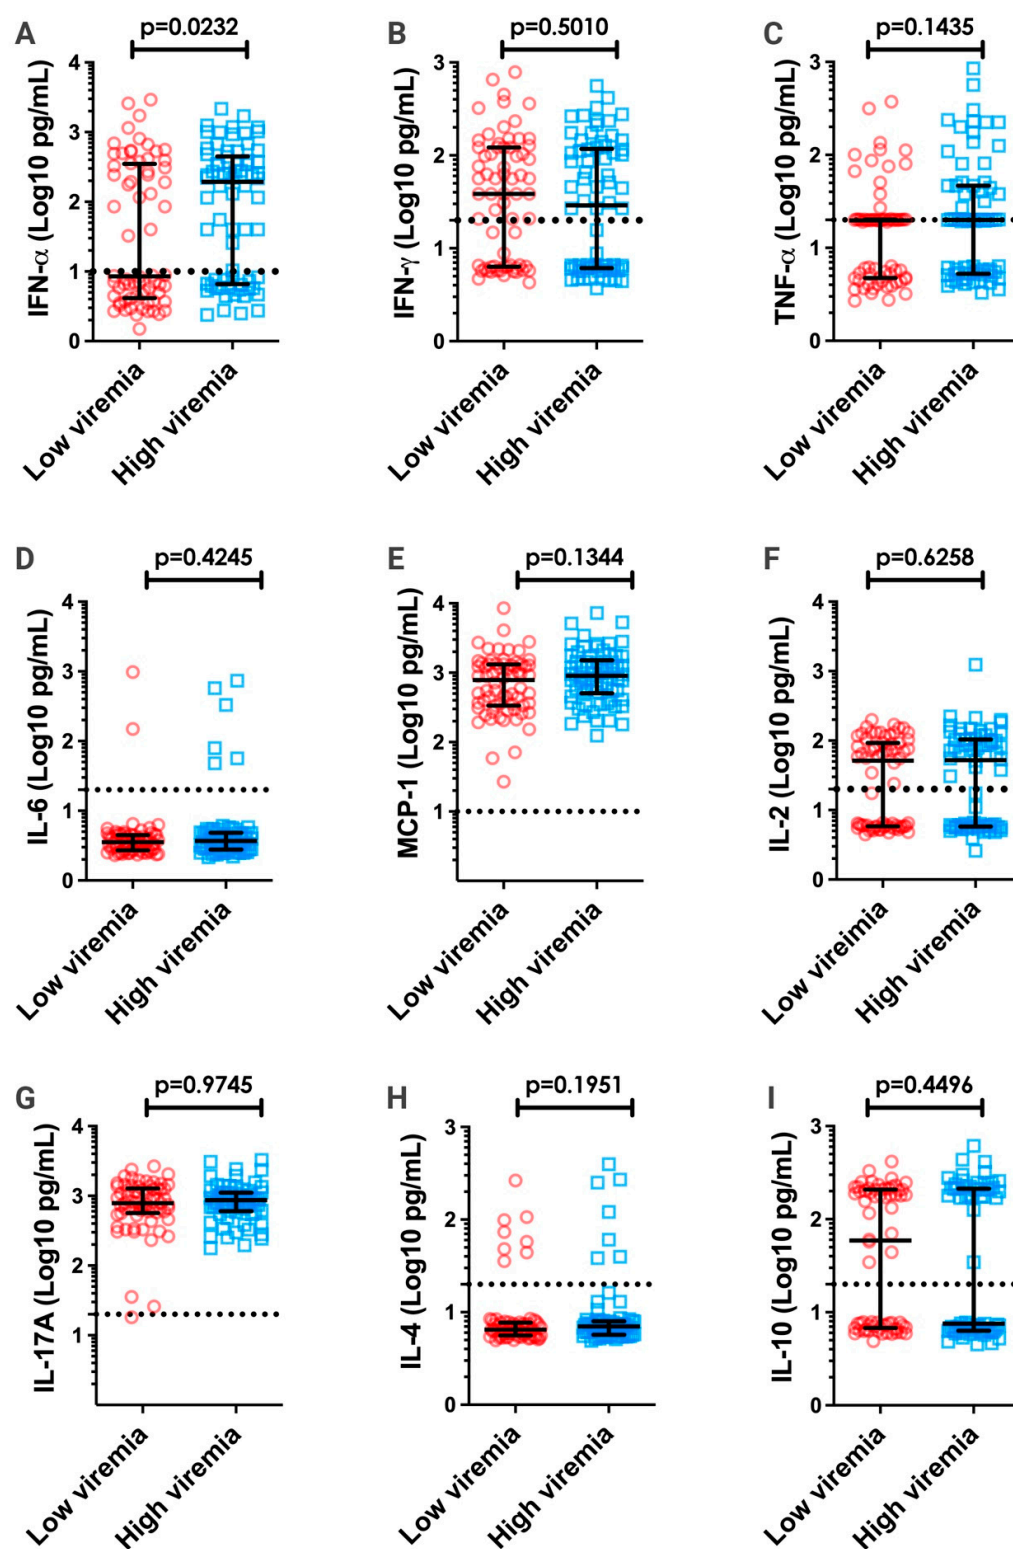 A
p=0.0232
IFN-α (Log10 pg/mL)
4
3
2
1
0
Low viremia
High viremia
B
p=0.5010
IFN-γ (Log10 pg/mL)
3
2
1
0
Low viremia
High viremia
C
p=0.1435
TNF-α (Log10 pg/mL)
3
2
1
0
Low viremia
High viremia
D
p=0.4245
IL-6 (Log10 pg/mL)
4
3
2
1
0
Low viremia
High viremia
E
p=0.1344
MCP-1 (Log10 pg/mL)
4
3
2
1
Low viremia
High viremia
F
p=0.6258
IL-2 (Log10 pg/mL)
4
3
2
1
0
Low vireimia
High viremia
G
p=0.9745
IL-17A (Log10 pg/mL)
4
3
2
1
Low viremia
High viremia
H
p=0.1951
IL-4 (Log10 pg/mL)
3
2
1
0
Low viremia
High viremia
I
p=0.4496
IL-10 (Log10 pg/mL)
3
2
1
0
Low viremia
High viremia